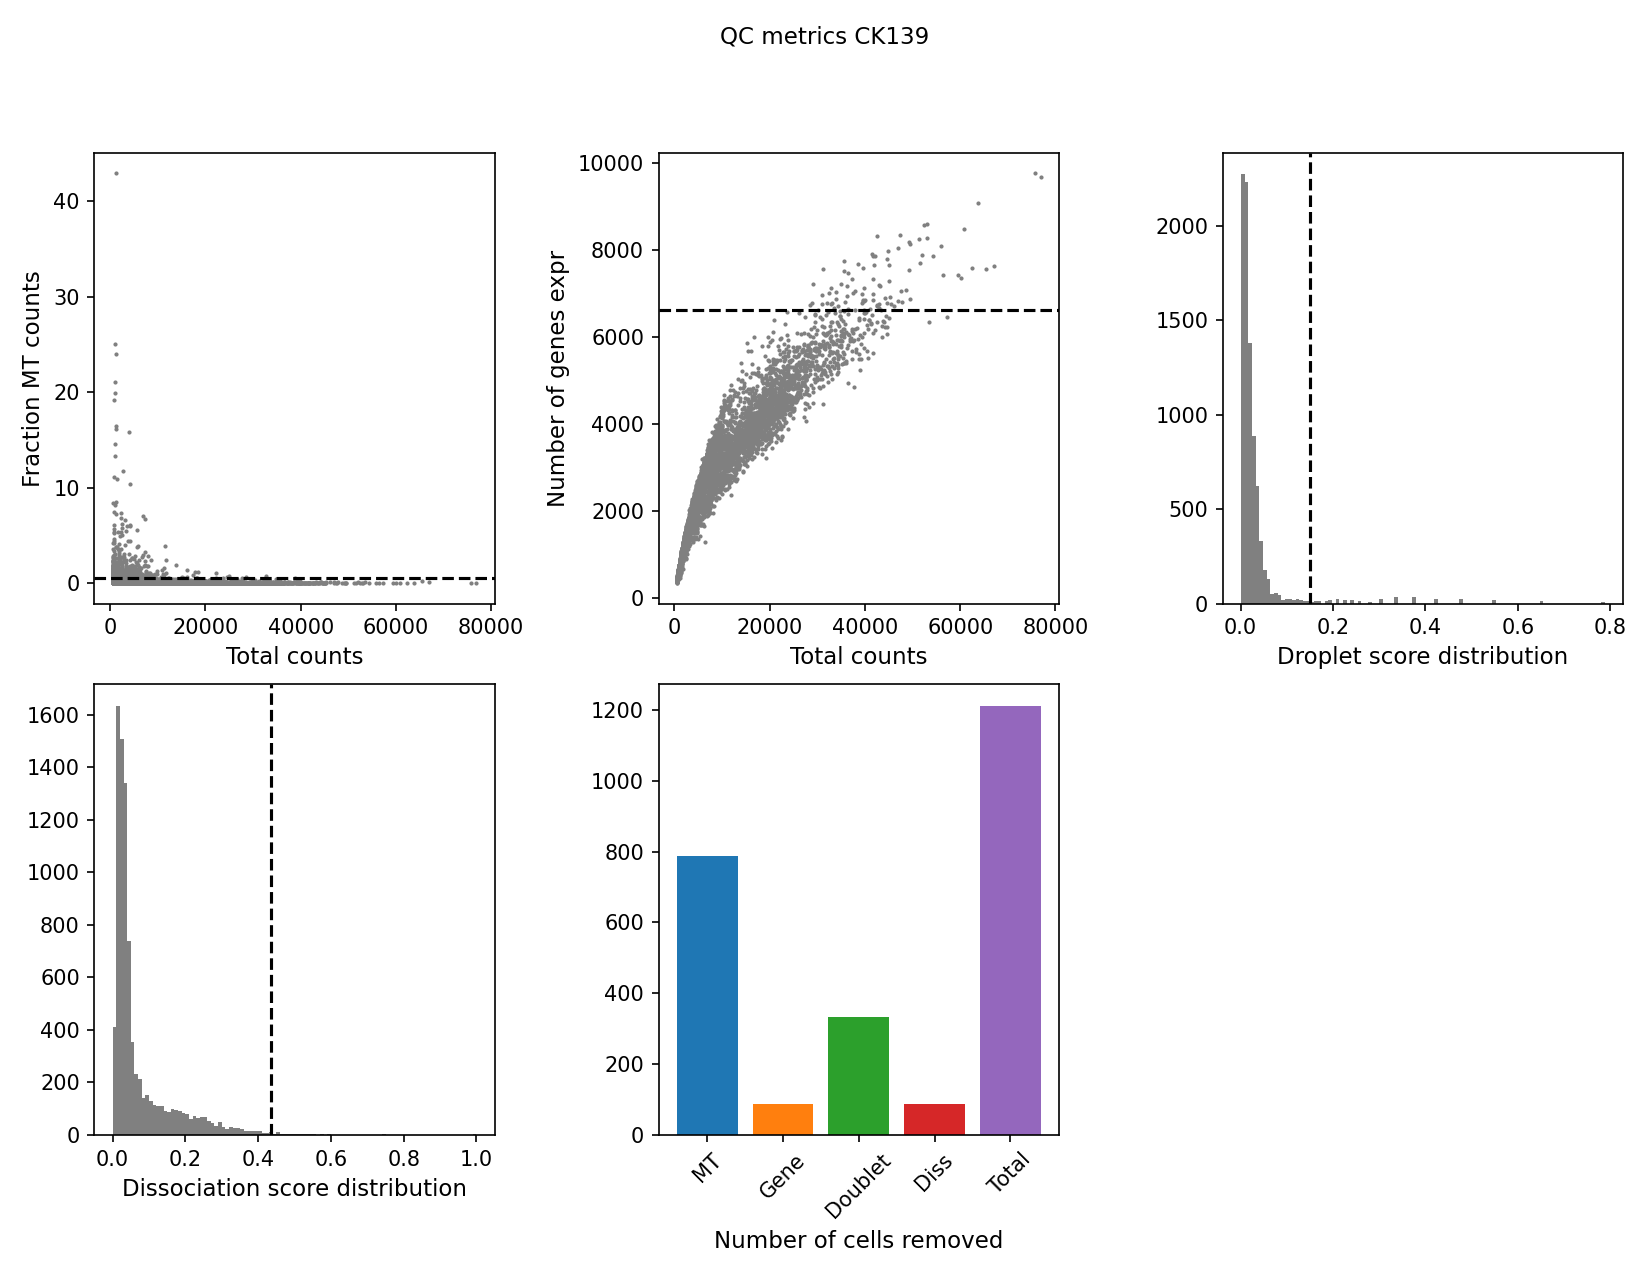 QC metrics CK139
Fraction MT counts
40
30
20
10
0
0 20000 40000 60000 80000
Total counts
Number of genes expr
10000
8000
6000
4000
2000
0
0 20000 40000 60000 80000
Total counts
2000
1500
1000
500
0
0.0 0.2 0.4 0.6 0.8
Droplet score distribution
1600
1400
1200
1000
800
600
400
200
0
0.0 0.2 0.4 0.6 0.8 1.0
Dissociation score distribution
1200
1000
800
600
400
200
0
MT Gene Doublet Diss Total
Number of cells removed